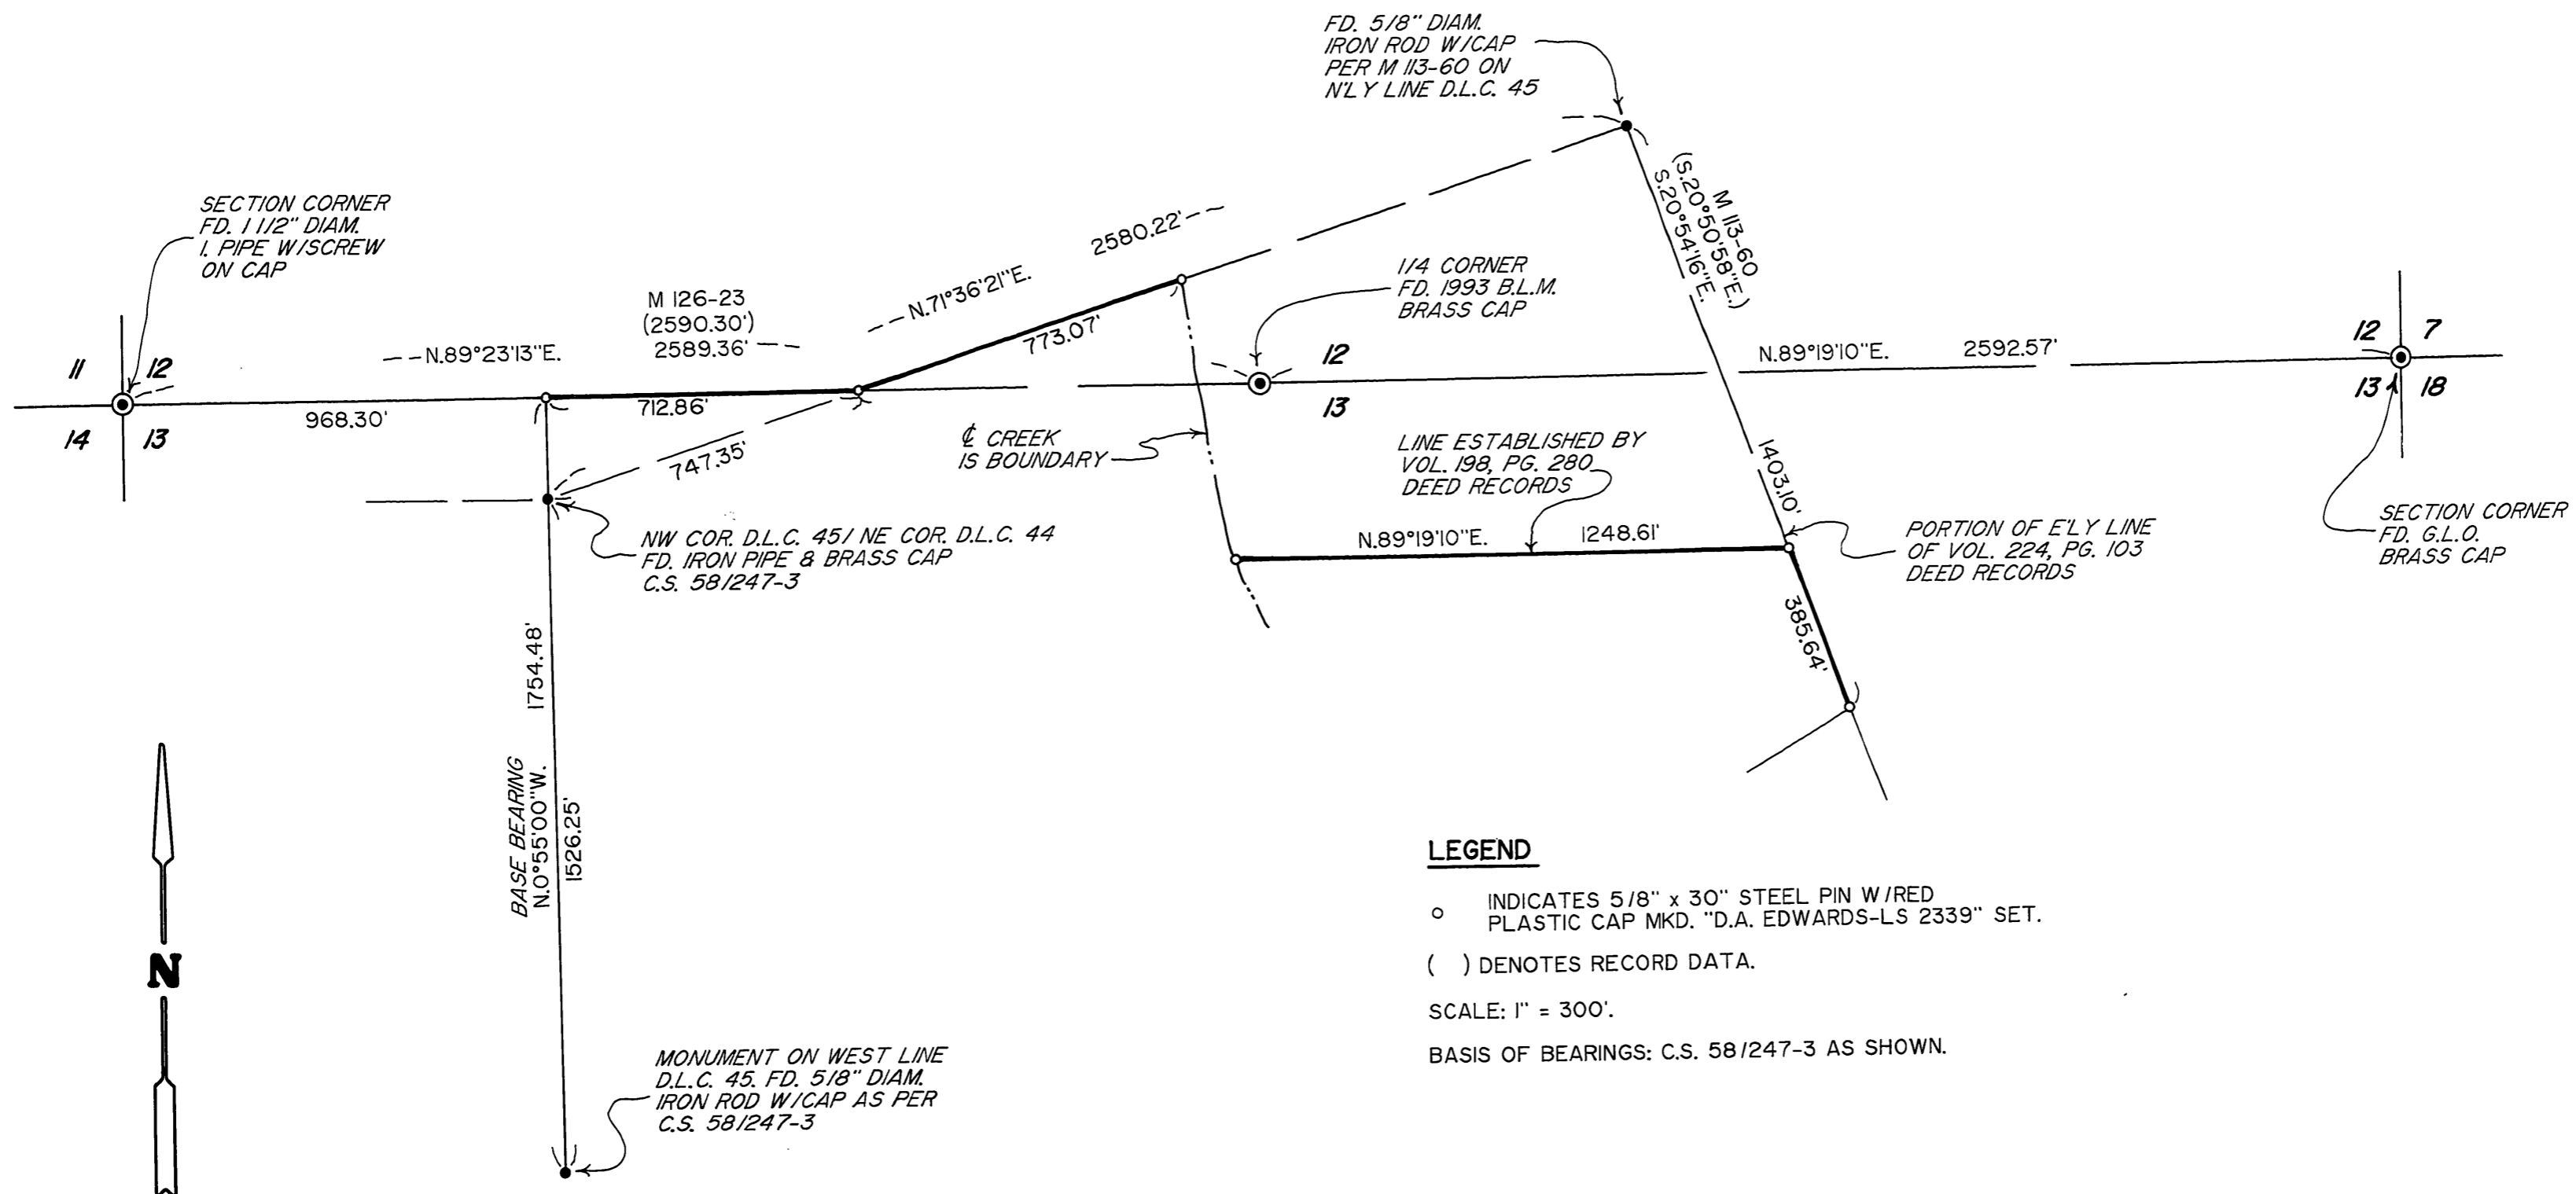 FD. 5/8" DIAM.
IRON ROD W/CAP
PER M 113-60 ON
N'LY LINE D.L.C. 45
SECTION CORNER
FD. 1 1/2" DIAM.
I. PIPE W/SCREW
ON CAP
M 113-60
(S.20°50'58"E.)
S.20°54'16"E.
2580.22'
N.71°36'21"E.
773.07'
1/4 CORNER
FD. 1993 B.L.M.
BRASS CAP
M 126-23
(2590.30')
2589.36'
N.89°23'13"E.
11
12
14
13
968.30'
712.86'
747.35'
12
13
N.89°19'10"E.
2592.57'
12
7
13
18
℄ CREEK
IS BOUNDARY
LINE ESTABLISHED BY
VOL. 198, PG. 280
DEED RECORDS
1403.10'
N.89°19'10"E.
1248.61'
PORTION OF E'LY LINE
OF VOL. 224, PG. 103
DEED RECORDS
SECTION CORNER
FD. G.L.O.
BRASS CAP
NW COR. D.L.C. 45/ NE COR. D.L.C. 44
FD. IRON PIPE & BRASS CAP
C.S. 58/247-3
385.64'
1754.48'
BASE BEARING
N.0°55'00"W.
1526.25'
N
MONUMENT ON WEST LINE
D.L.C. 45. FD. 5/8" DIAM.
IRON ROD W/CAP AS PER
C.S. 58/247-3
LEGEND
INDICATES 5/8" x 30" STEEL PIN W/RED
PLASTIC CAP MKD. "D.A. EDWARDS-LS 2339" SET.
( ) DENOTES RECORD DATA.
SCALE: 1" = 300'.
BASIS OF BEARINGS: C.S. 58/247-3 AS SHOWN.